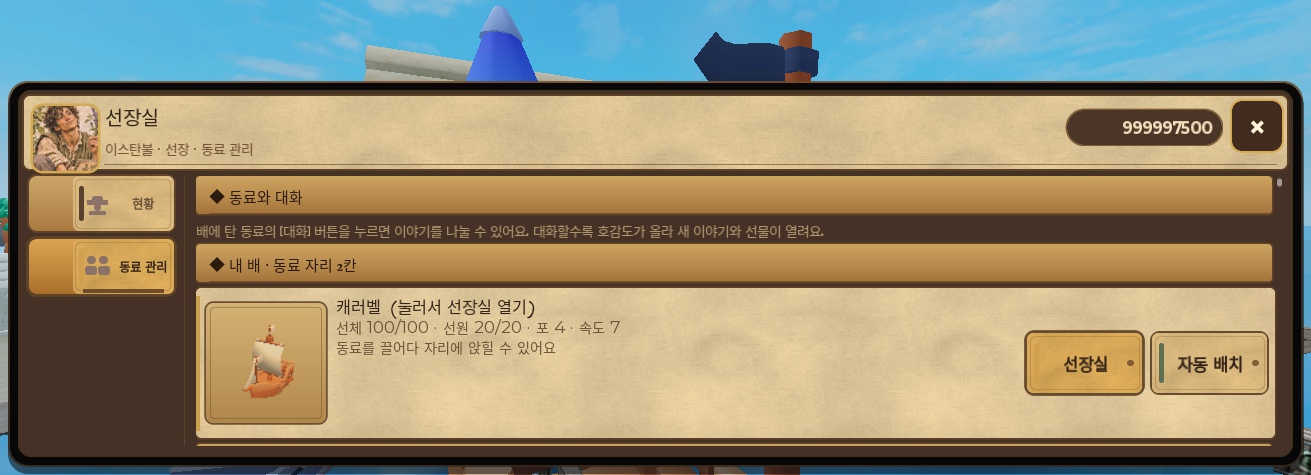 선장실
이스탄불 · 선장 · 동료 관리
999997500
×
현황
동료 관리
◆ 동료와 대화
배에 탄 동료의 [대화] 버튼을 누르면 이야기를 나눌 수 있어요. 대화할수록 호감도가 올라 새 이야기와 선물이 열려요.
◆ 내 배 · 동료 자리 2칸
캐러벨 (눌러서 선장실 열기)
선체 100/100 · 선원 20/20 · 포 4 · 속도 7
동료를 끌어다 자리에 앉힐 수 있어요
선장실
자동 배치